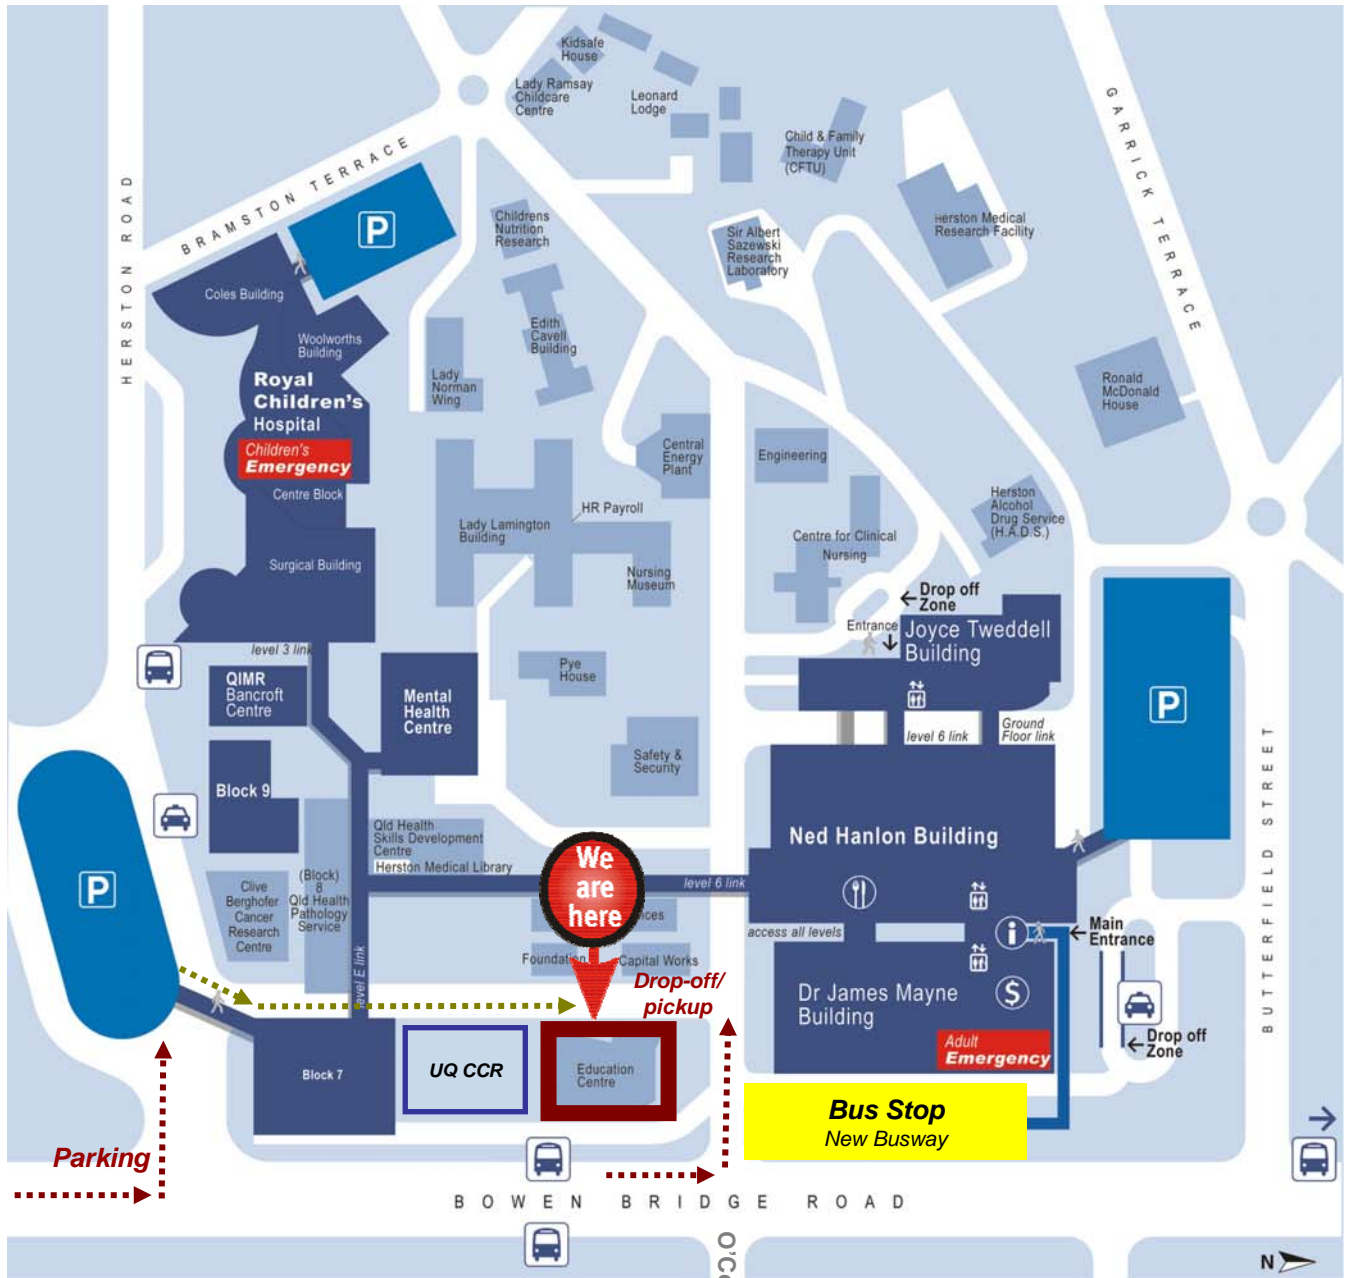 Kidsafe
House
Lady Ramsay
Childcare
Centre
Leonard
Lodge
Child & Family
Therapy Unit
(CFTU)
GARRICK TERRACE
HERSTON ROAD
BRAMSTON TERRACE
P
Childrens
Nutrition
Research
Sir Albert
Sazewski
Research
Laboratory
Herston Medical
Research Facility
Coles Building
Woolworths
Building
Edith
Cavell
Building
Royal
Children's
Hospital
Lady
Norman
Wing
Ronald
McDonald
House
Children's
Emergency
Central
Energy
Plant
Engineering
Centre Block
Lady Lamington
Building
HR Payroll
Herston
Alcohol
Drug Service
(H.A.D.S.)
Centre for Clinical
Nursing
Surgical Building
Nursing
Museum
Drop off
Zone
Entrance
Joyce Tweddell
Building
level 3 link
QIMR
Bancroft
Centre
Mental
Health
Centre
Pye
House
P
level 6 link
Ground
Floor link
BUTTERFIELD STREET
Safety &
Security
Block 9
Ned Hanlon Building
Qld Health
Skills Development
Centre
Herston Medical Library
We
are
here
level 6 link
P
Clive
Berghofer
Cancer
Research
Centre
(Block)
8
Qld Health
Pathology
Service
level E link
Foundation
Capital Works
access all levels
i
Main
Entrance
Drop-off/
pickup
Dr James Mayne
Building
$
Adult
Emergency
Drop off
Zone
Block 7
UQ CCR
Education
Centre
Bus Stop
New Busway
Parking
BOWEN BRIDGE ROAD
O'Co
N